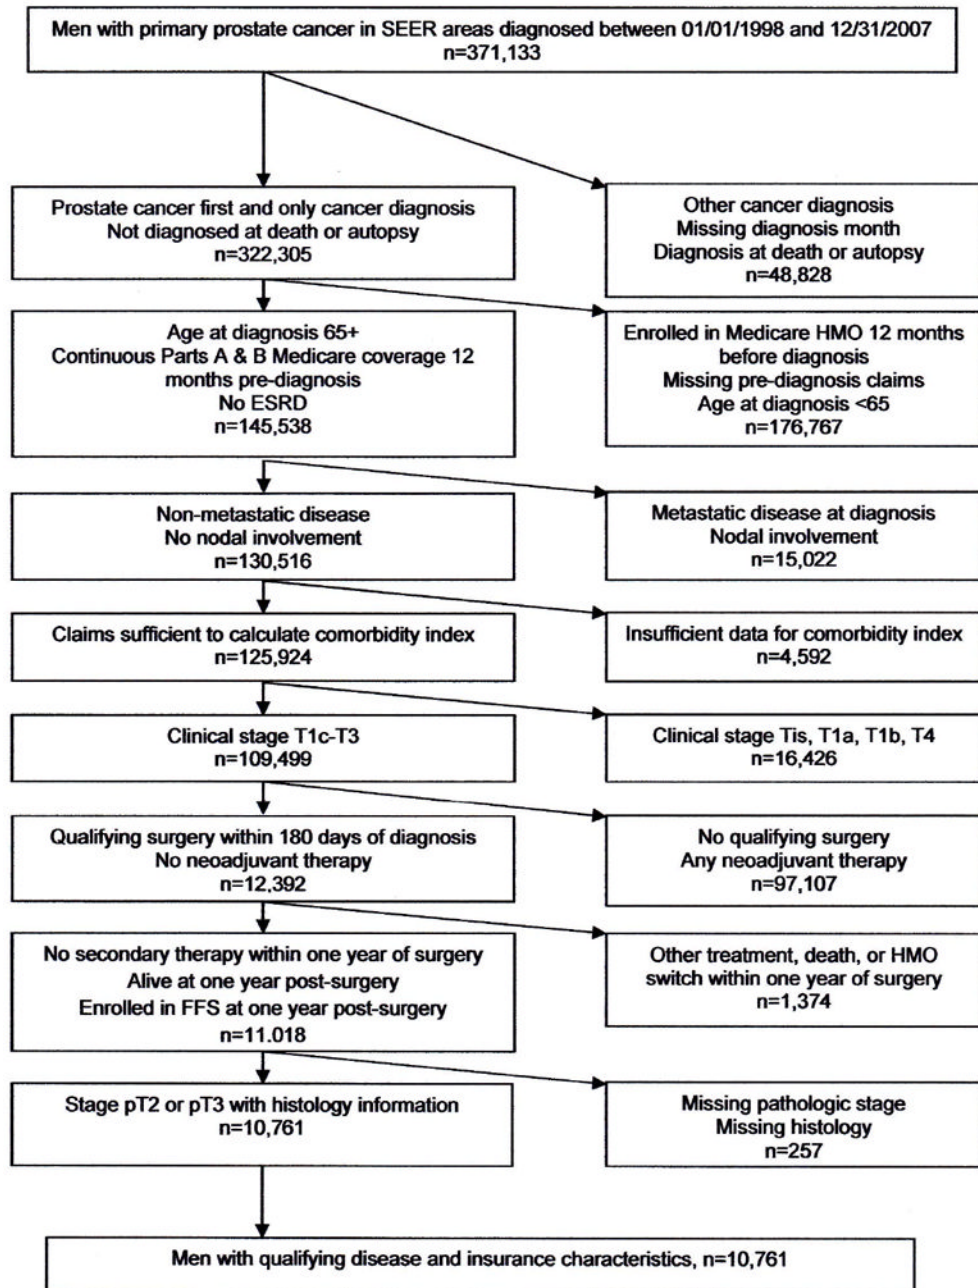 Men with primary prostate cancer in SEER areas diagnosed between 01/01/1998 and 12/31/2007
n=371,133
Prostate cancer first and only cancer diagnosis
Not diagnosed at death or autopsy
n=322,305
Other cancer diagnosis
Missing diagnosis month
Diagnosis at death or autopsy
n=48,828
Age at diagnosis 65+
Continuous Parts A & B Medicare coverage 12
months pre-diagnosis
No ESRD
n=145,538
Enrolled in Medicare HMO 12 months
before diagnosis
Missing pre-diagnosis claims
Age at diagnosis <65
n=176,767
Non-metastatic disease
No nodal involvement
n=130,516
Metastatic disease at diagnosis
Nodal involvement
n=15,022
Claims sufficient to calculate comorbidity index
n=125,924
Insufficient data for comorbidity index
n=4,592
Clinical stage T1c-T3
n=109,499
Clinical stage Tis, T1a, T1b, T4
n=16,426
Qualifying surgery within 180 days of diagnosis
No neoadjuvant therapy
n=12,392
No qualifying surgery
Any neoadjuvant therapy
n=97,107
No secondary therapy within one year of surgery
Alive at one year post-surgery
Enrolled in FFS at one year post-surgery
n=11.018
Other treatment, death, or HMO
switch within one year of surgery
n=1,374
Stage pT2 or pT3 with histology information
n=10,761
Missing pathologic stage
Missing histology
n=257
Men with qualifying disease and insurance characteristics, n=10,761